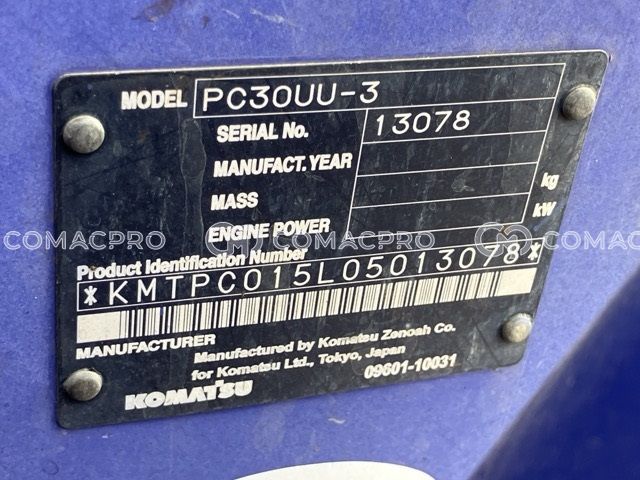 MODEL PC30UU-3
SERIAL No. 13078
MANUFACT. YEAR
MASS kg
ENGINE POWER kW
COMACPRO COMACPRO COMACPRO
Product Identification Number
*KMTPC015L05013078*
MANUFACTURER
Manufactured by Komatsu Zenoah Co.
for Komatsu Ltd., Tokyo, Japan
09601-10031
KOMATSU